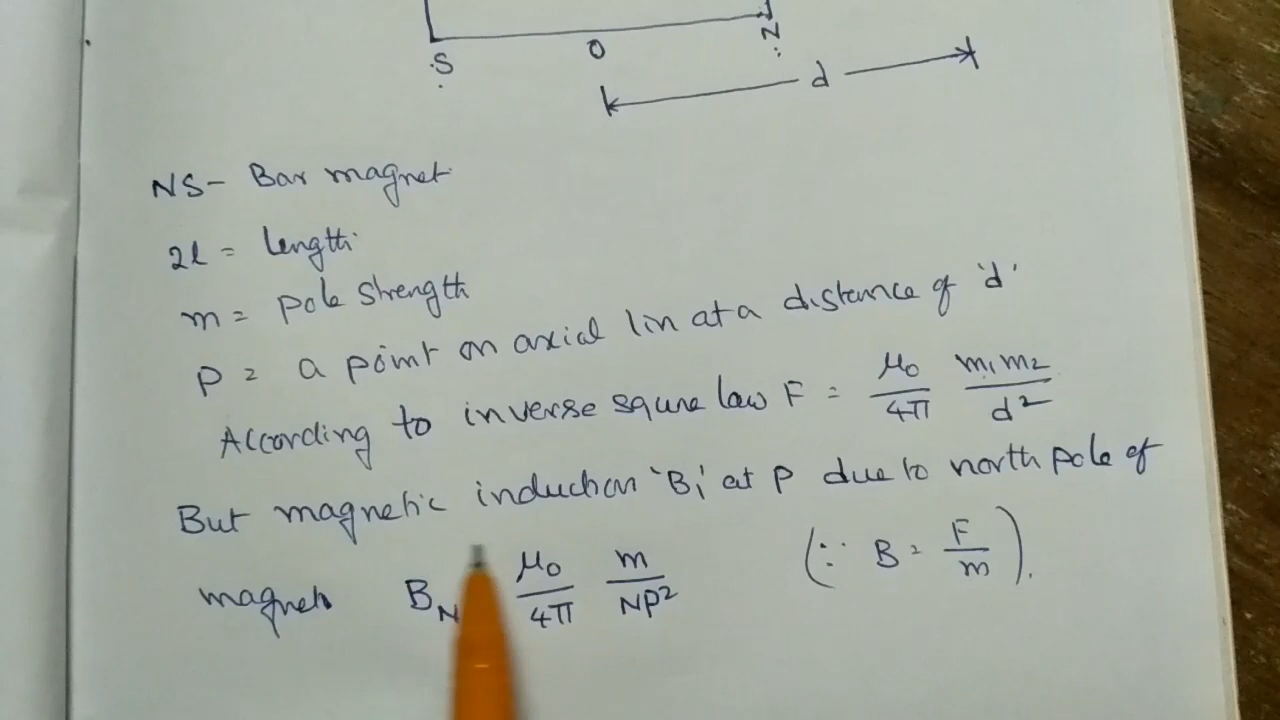 S O N
d
NS- Bar magnet
2l = length
m = pole strength
P = a point on axial lin at a distance of 'd'
According to inverse squre law F = μ₀/4π m₁m₂/d²
But magnetic induction 'B' at P due to north pole of
magnet B_N μ₀/4π m/NP² (∵ B = F/m).